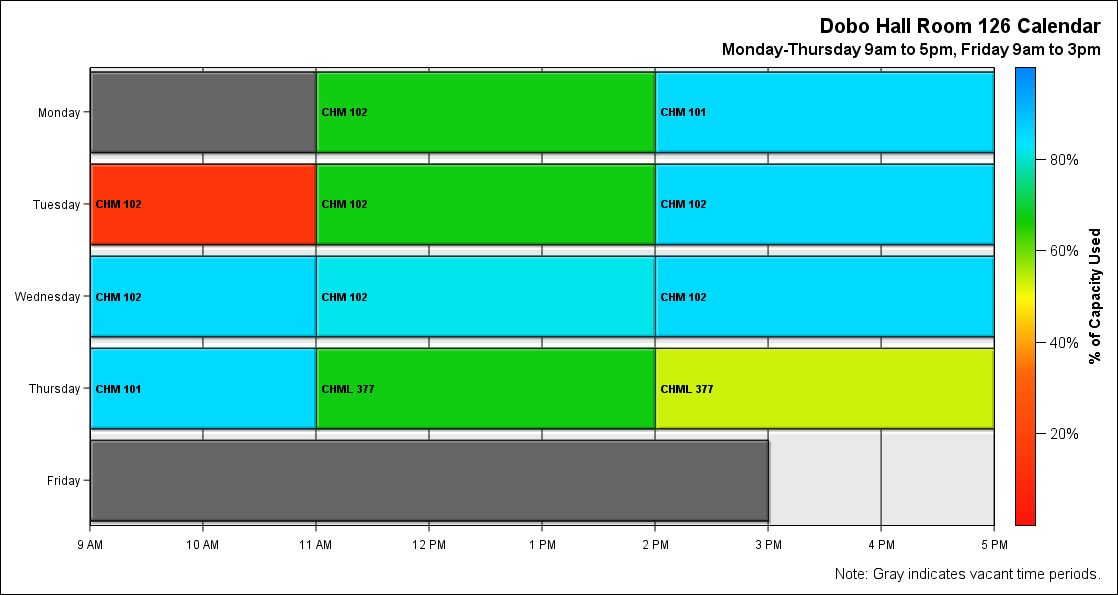 Dobo Hall Room 126 Calendar
Monday-Thursday 9am to 5pm, Friday 9am to 3pm
Monday
CHM 102
CHM 101
Tuesday
CHM 102
CHM 102
CHM 102
Wednesday
CHM 102
CHM 102
CHM 102
Thursday
CHM 101
CHML 377
CHML 377
Friday
9 AM
10 AM
11 AM
12 PM
1 PM
2 PM
3 PM
4 PM
5 PM
80%
60%
40%
20%
% of Capacity Used
Note: Gray indicates vacant time periods.